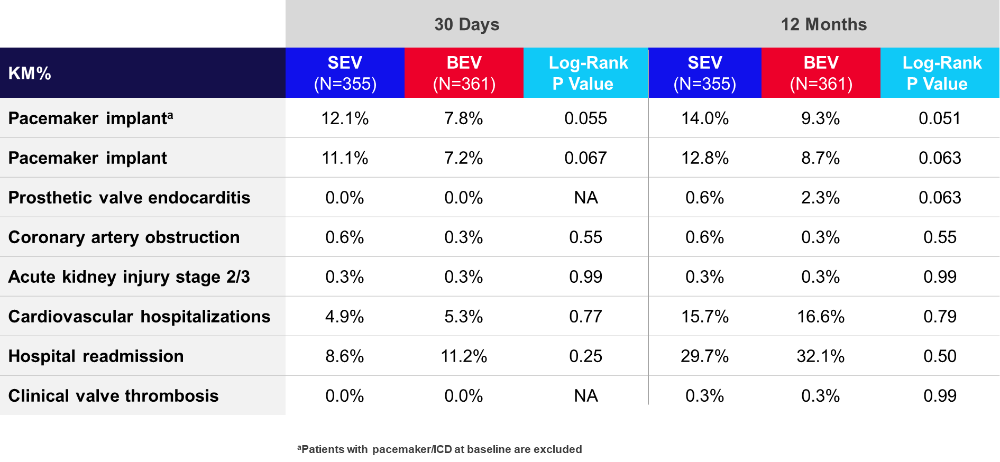 30 Days 12 Months
KM% SEV (N=355) BEV (N=361) Log-Rank P Value SEV (N=355) BEV (N=361) Log-Rank P Value
Pacemaker implantᵃ 12.1% 7.8% 0.055 14.0% 9.3% 0.051
Pacemaker implant 11.1% 7.2% 0.067 12.8% 8.7% 0.063
Prosthetic valve endocarditis 0.0% 0.0% NA 0.6% 2.3% 0.063
Coronary artery obstruction 0.6% 0.3% 0.55 0.6% 0.3% 0.55
Acute kidney injury stage 2/3 0.3% 0.3% 0.99 0.3% 0.3% 0.99
Cardiovascular hospitalizations 4.9% 5.3% 0.77 15.7% 16.6% 0.79
Hospital readmission 8.6% 11.2% 0.25 29.7% 32.1% 0.50
Clinical valve thrombosis 0.0% 0.0% NA 0.3% 0.3% 0.99
ᵃPatients with pacemaker/ICD at baseline are excluded